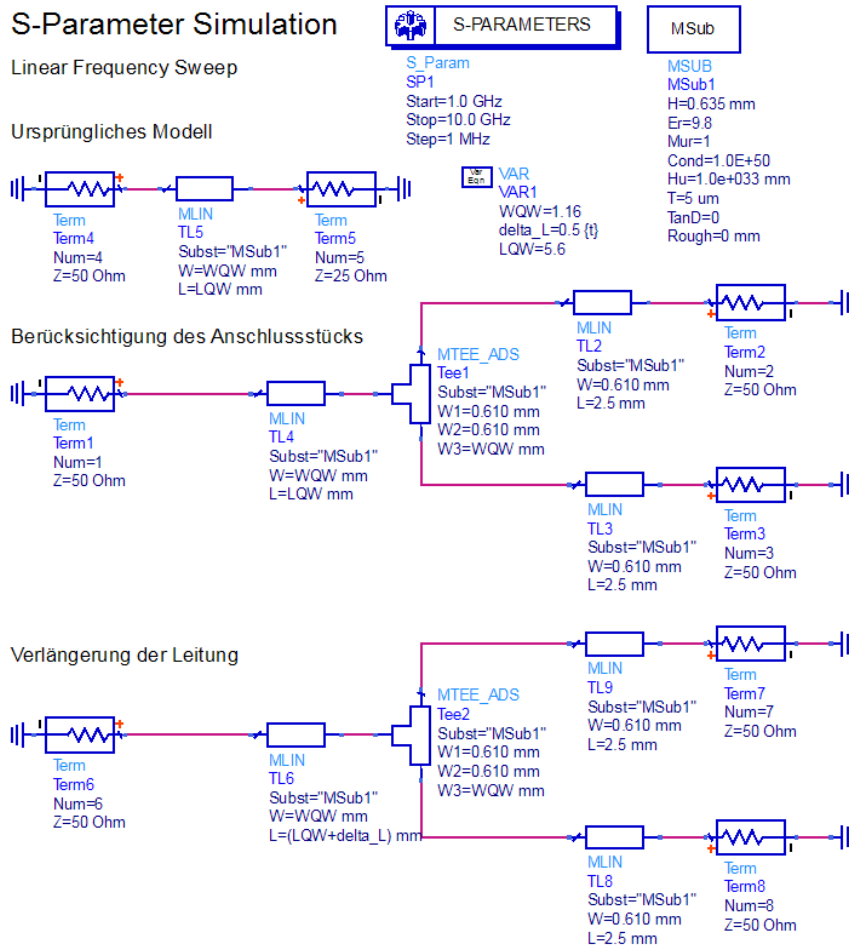 S-Parameter Simulation
Linear Frequency Sweep
S-PARAMETERS
S_Param
SP1
Start=1.0 GHz
Stop=10.0 GHz
Step=1 MHz
MSub
MSUB
MSub1
H=0.635 mm
Er=9.8
Mur=1
Cond=1.0E+50
Hu=1.0e+033 mm
T=5 um
TanD=0
Rough=0 mm
Var
Eqn
VAR
VAR1
WQW=1.16
delta_L=0.5 {t}
LQW=5.6
Ursprüngliches Modell
Term
Term4
Num=4
Z=50 Ohm
MLIN
TL5
Subst="MSub1"
W=WQW mm
L=LQW mm
Term
Term5
Num=5
Z=25 Ohm
Berücksichtigung des Anschlussstücks
Term
Term1
Num=1
Z=50 Ohm
MLIN
TL4
Subst="MSub1"
W=WQW mm
L=LQW mm
MTEE_ADS
Tee1
Subst="MSub1"
W1=0.610 mm
W2=0.610 mm
W3=WQW mm
MLIN
TL2
Subst="MSub1"
W=0.610 mm
L=2.5 mm
Term
Term2
Num=2
Z=50 Ohm
MLIN
TL3
Subst="MSub1"
W=0.610 mm
L=2.5 mm
Term
Term3
Num=3
Z=50 Ohm
Verlängerung der Leitung
Term
Term6
Num=6
Z=50 Ohm
MLIN
TL6
Subst="MSub1"
W=WQW mm
L=(LQW+delta_L) mm
MTEE_ADS
Tee2
Subst="MSub1"
W1=0.610 mm
W2=0.610 mm
W3=WQW mm
MLIN
TL9
Subst="MSub1"
W=0.610 mm
L=2.5 mm
Term
Term7
Num=7
Z=50 Ohm
MLIN
TL8
Subst="MSub1"
W=0.610 mm
L=2.5 mm
Term
Term8
Num=8
Z=50 Ohm